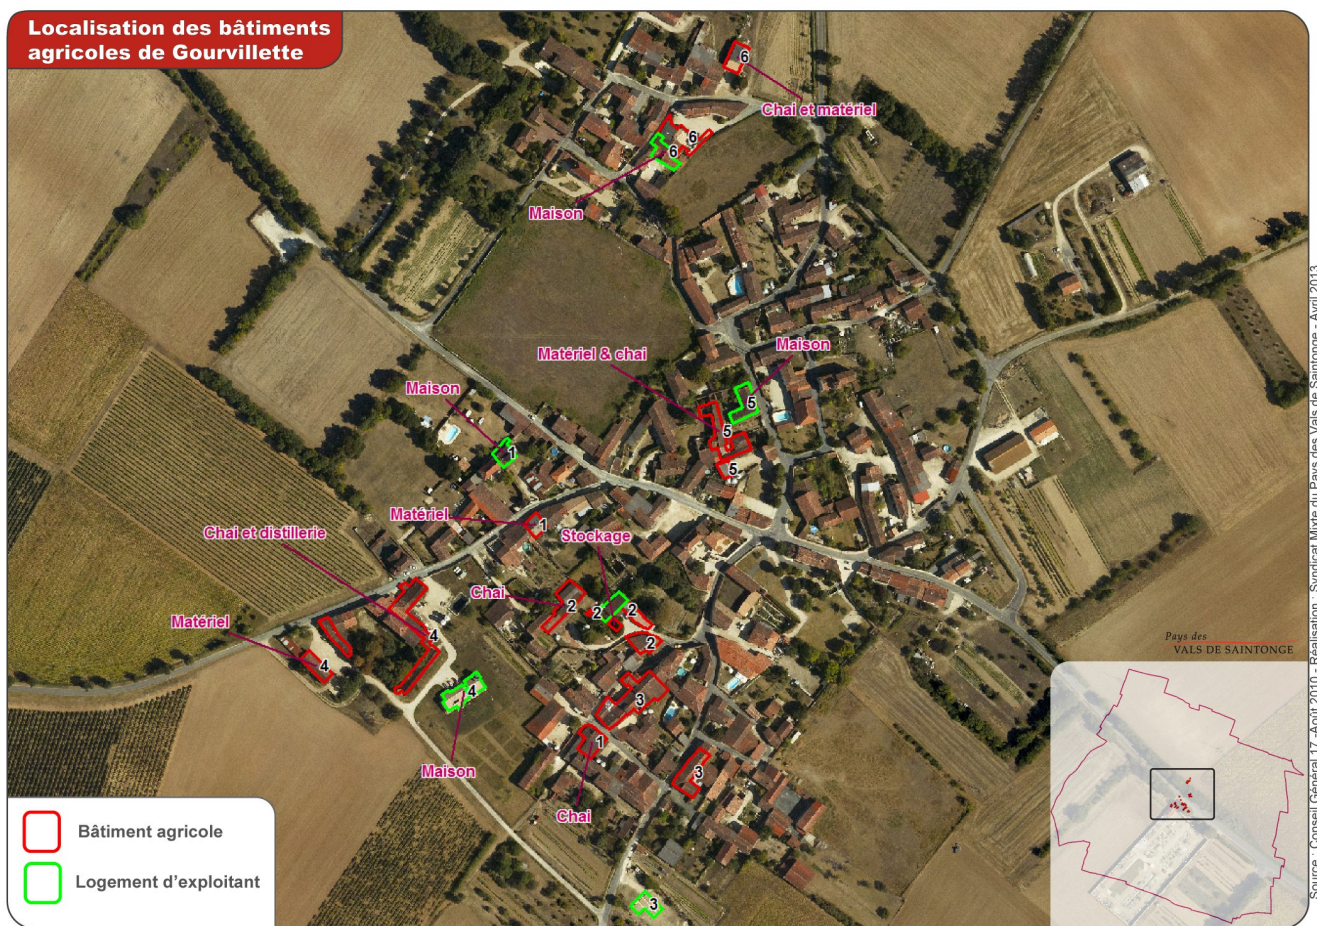 Localisation des bâtiments
agricoles de Gourvillette
6
Chai et matériel
6
6
Maison
Matériel & chai
Maison
5
5
5
Maison
1
Matériel
1
Stockage
Chai et distillerie
Chai
2
2
2
2
Matériel
4
4
4
Maison
3
1
Chai
3
3
Bâtiment agricole
Logement d'exploitant
Pays des
VALS DE SAINTONGE
Source : Conseil Général 17 -Août 2010 - Réalisation : Syndicat Mixte du Pays des Vals de Saintonge - Avril 2013